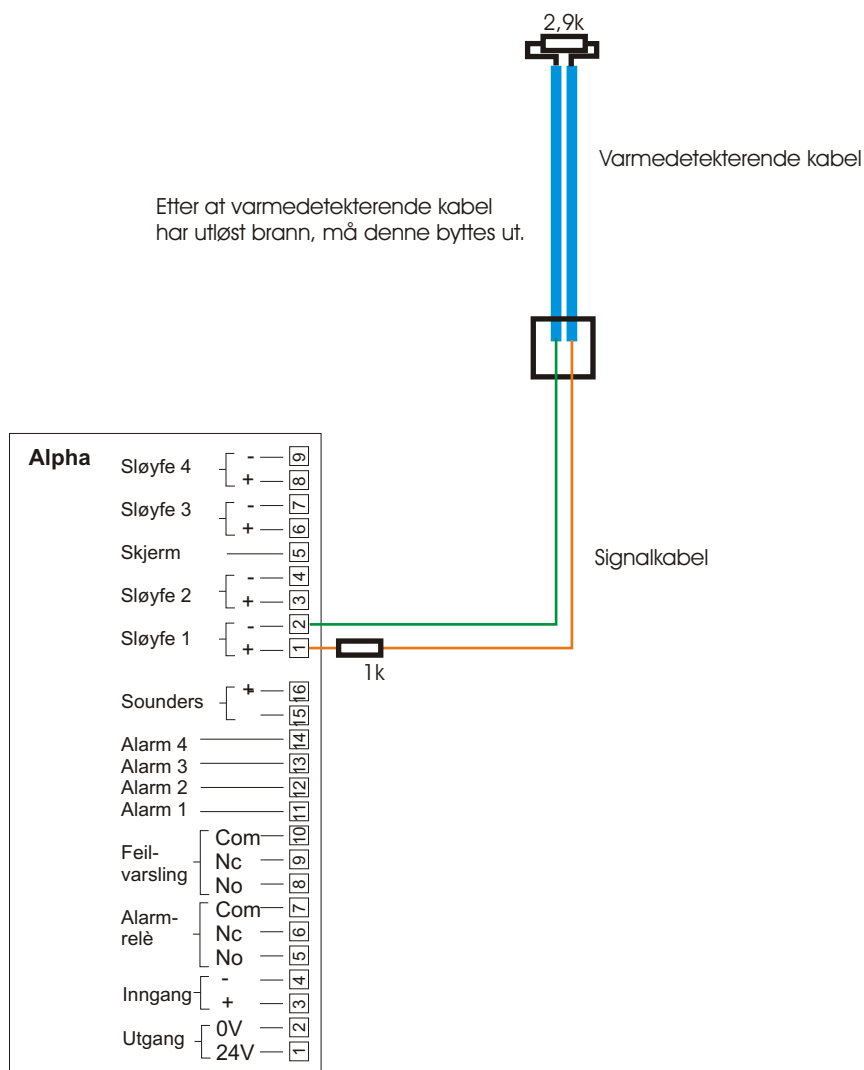 2,9k
Varmedetekterende kabel
Etter at varmedetekterende kabel
har utløst brann, må denne byttes ut.
Alpha
Sløyfe 4
- 9
+ 8
Sløyfe 3
- 7
+ 6
Skjerm 5
Sløyfe 2
- 4
+ 3
Signalkabel
Sløyfe 1
- 2
+ 1
1k
Sounders
+
- 16
15
Alarm 4 14
Alarm 3 13
Alarm 2 12
Alarm 1 11
Feil-
varsling
Com 10
Nc 9
No 8
Alarm-
relè
Com 7
Nc 6
No 5
Inngang
- 4
+ 3
Utgang
0V 2
24V 1